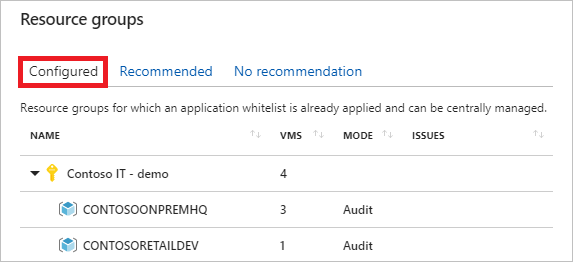 Resource groups
Configured Recommended No recommendation
Resource groups for which an application whitelist is already applied and can be centrally managed.
NAME VMS MODE ISSUES
Contoso IT - demo 4
CONTOSOONPREMHQ 3 Audit
CONTOSORETAILDEV 1 Audit